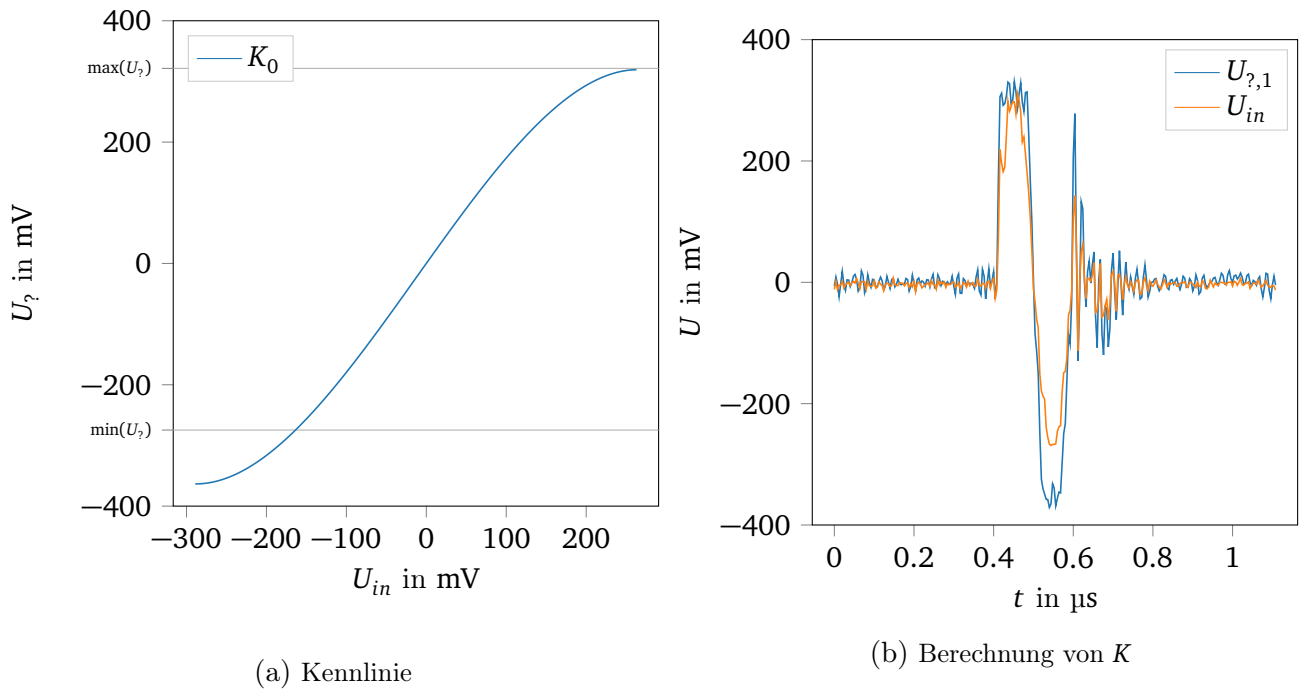 400
max(U?)
200
0
−200
min(U?)
−400
U? in mV
K0
−300 −200 −100 0 100 200
Uin in mV
(a) Kennlinie
400
200
0
−200
−400
U in mV
U?,1
Uin
0 0.2 0.4 0.6 0.8 1
t in µs
(b) Berechnung von K